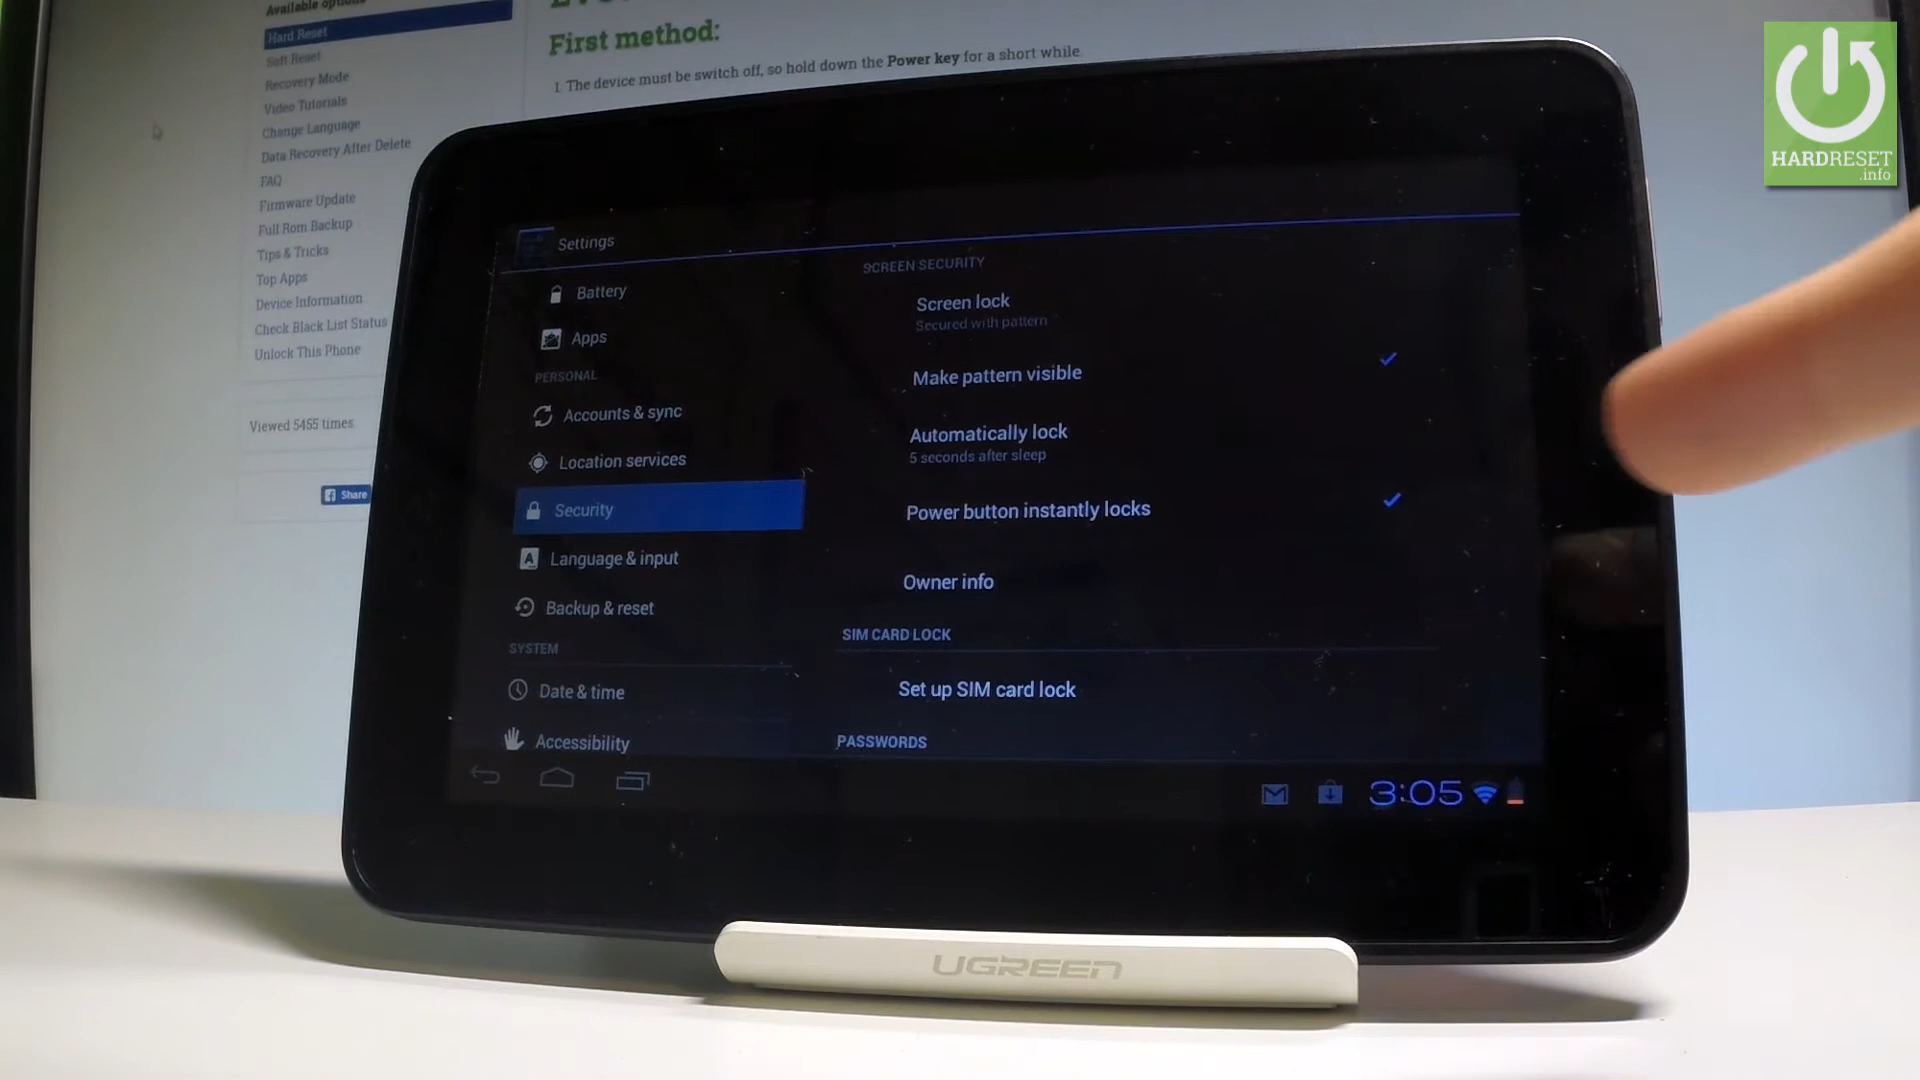 Available options
Hard Reset
Soft Reset
Recovery Mode
Video Tutorials
Change Language
Data Recovery After Delete
FAQ
Firmware Update
Full Rom Backup
Tips & Tricks
Top Apps
Device Information
Check Black List Status
Unlock This Phone
Viewed 5455 times
Share
First method:
1. The device must be switch off, so hold down the Power key for a short while.
HARDRESET
.info
Settings
Battery
Apps
PERSONAL
Accounts & sync
Location services
Security
Language & input
Backup & reset
SYSTEM
Date & time
Accessibility
SCREEN SECURITY
Screen lock
Secured with pattern
Make pattern visible
Automatically lock
5 seconds after sleep
Power button instantly locks
Owner info
SIM CARD LOCK
Set up SIM card lock
PASSWORDS
3:05
UGREEN